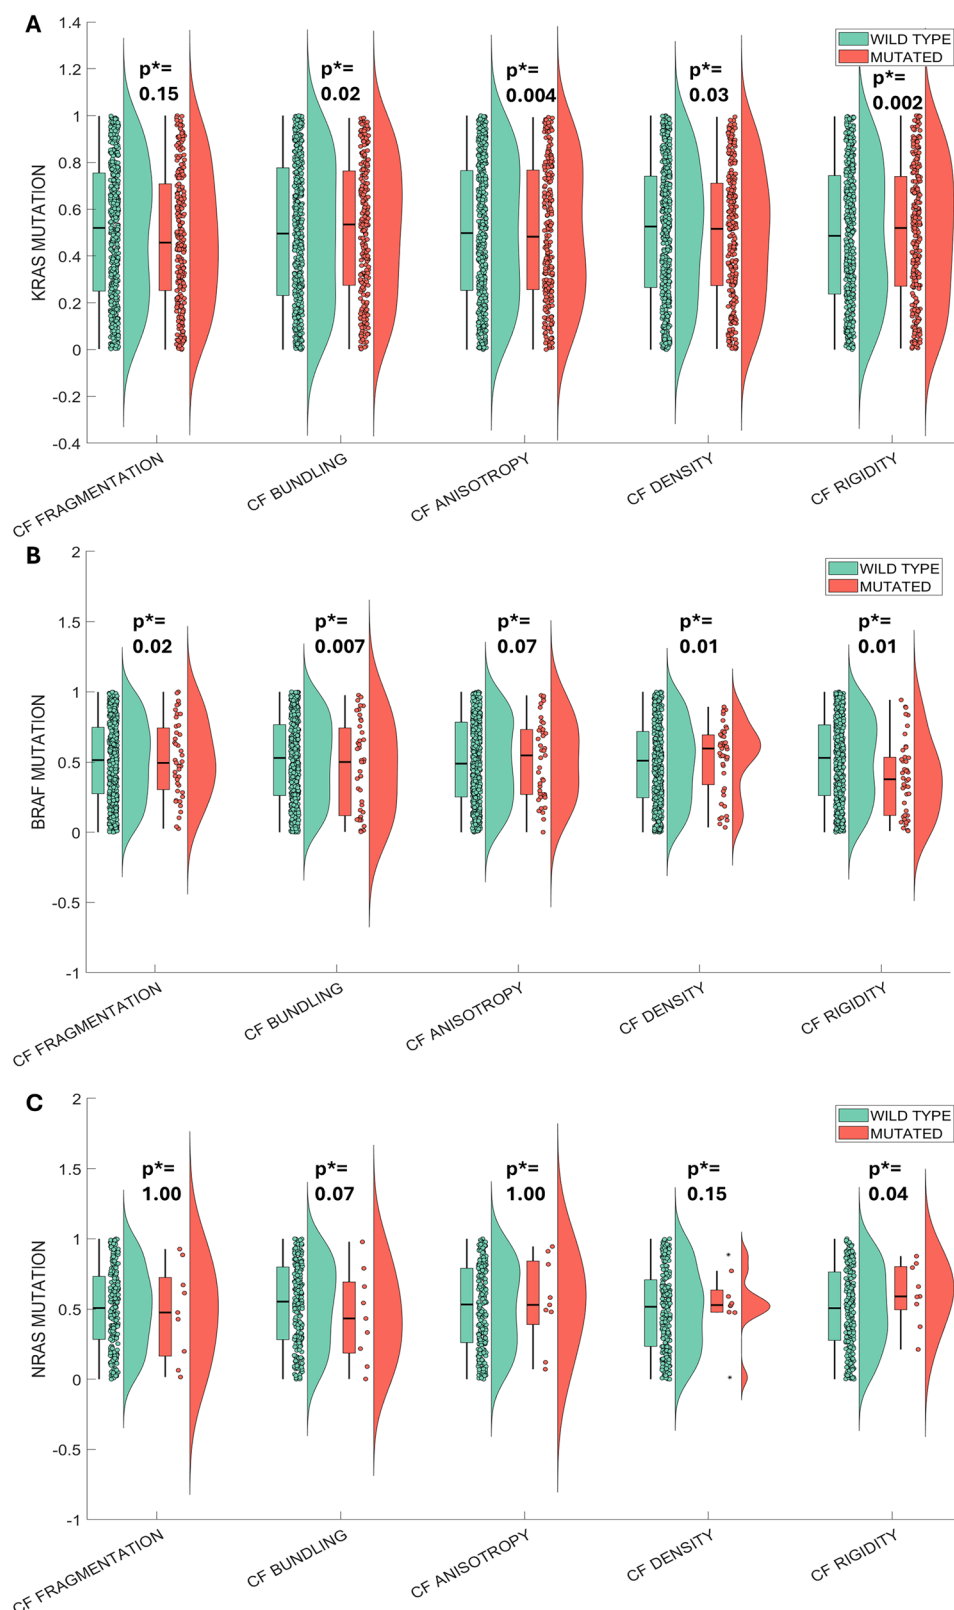 A
1.4
1.2
1
0.8
0.6
0.4
0.2
0
-0.2
-0.4
KRAS MUTATION
WILD TYPE
MUTATED
p*=
0.15
p*=
0.02
p*=
0.004
p*=
0.03
p*=
0.002
CF FRAGMENTATION
CF BUNDLING
CF ANISOTROPY
CF DENSITY
CF RIGIDITY
B
2
1.5
1
0.5
0
-0.5
-1
BRAF MUTATION
WILD TYPE
MUTATED
p*=
0.02
p*=
0.007
p*=
0.07
p*=
0.01
p*=
0.01
CF FRAGMENTATION
CF BUNDLING
CF ANISOTROPY
CF DENSITY
CF RIGIDITY
C
2
1.5
1
0.5
0
-0.5
-1
NRAS MUTATION
WILD TYPE
MUTATED
p*=
1.00
p*=
0.07
p*=
1.00
p*=
0.15
p*=
0.04
CF FRAGMENTATION
CF BUNDLING
CF ANISOTROPY
CF DENSITY
CF RIGIDITY